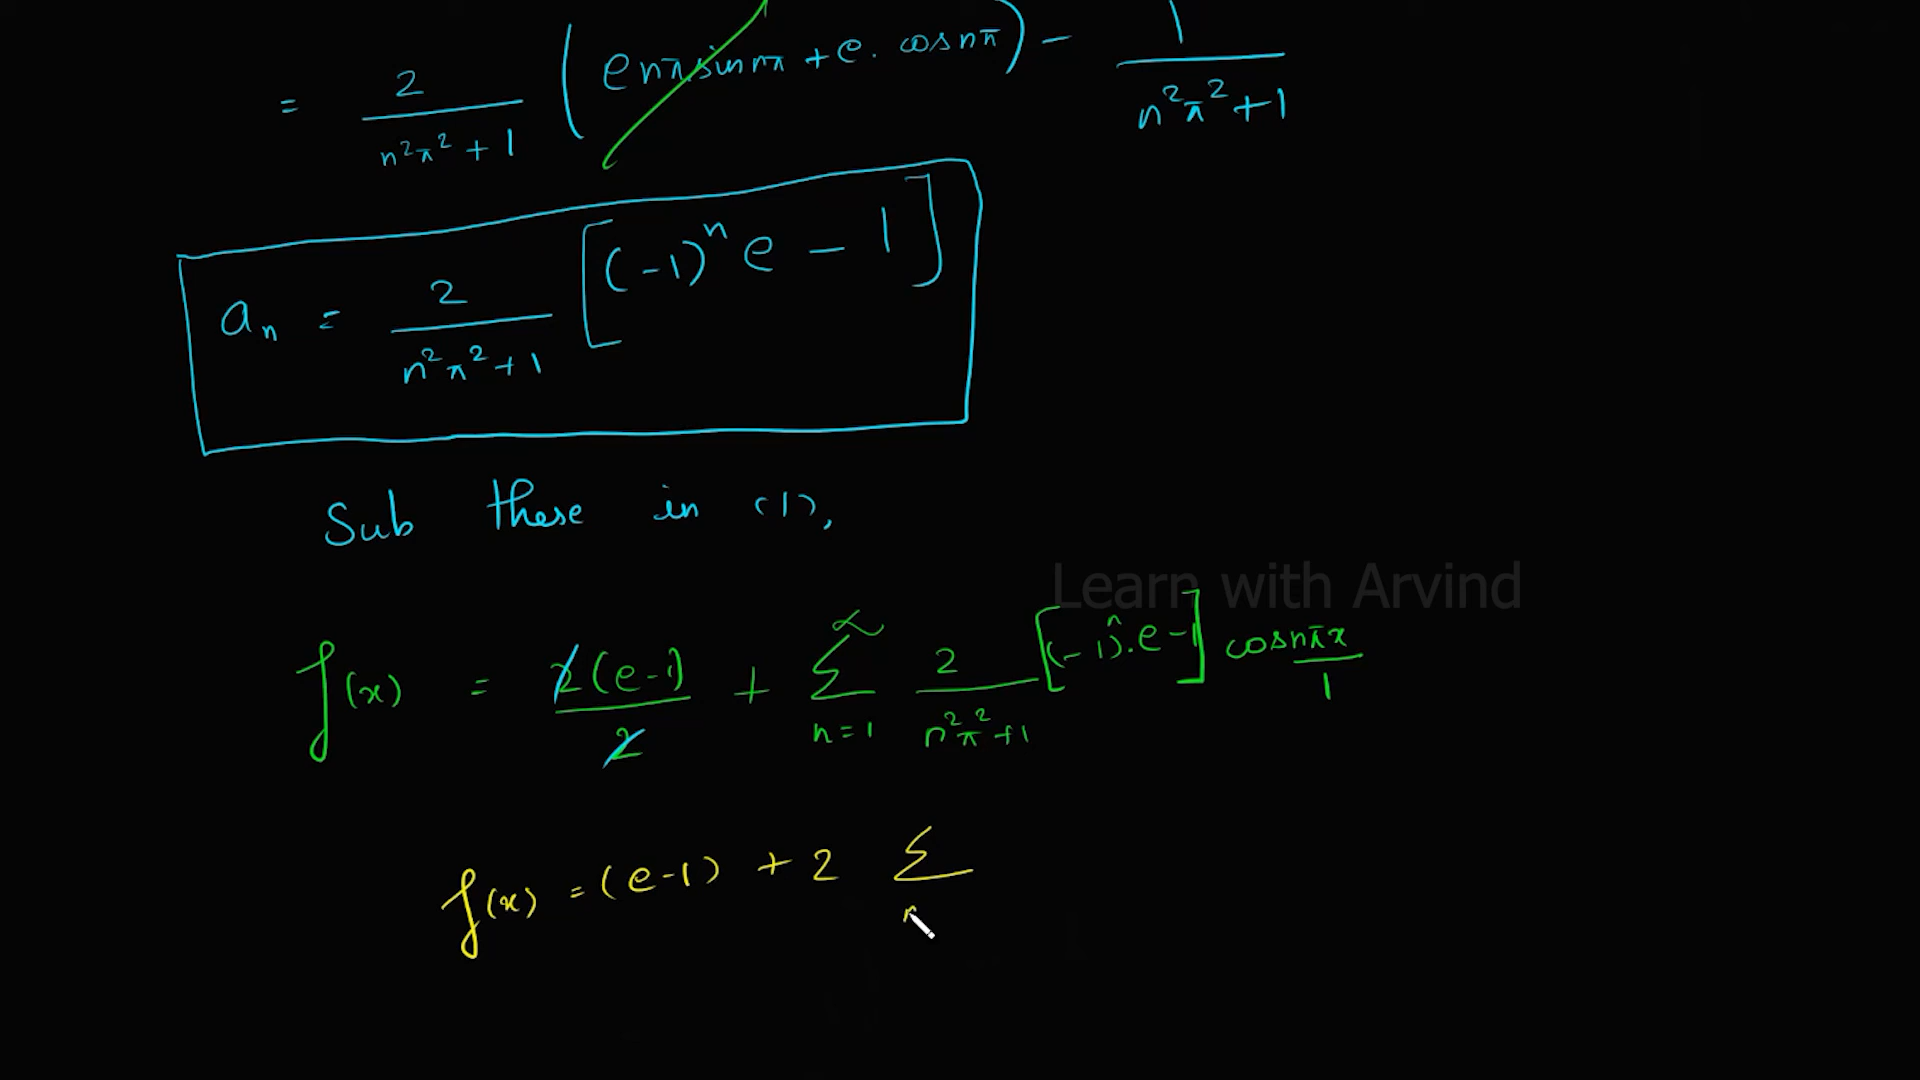 = 2/(n²π²+1) (e nπ sin nπ + e. cos nπ) - 1/(n²π²+1)
aₙ = 2/(n²π²+1) [(-1)ⁿ e - 1]
Sub these in (1),
Learn with Arvind
f(x) = 2(e-1)/2 + ∑ n=1 ∝ 2/(n²π²+1) [(-1)ⁿ.e-1] cos nπx/1
f(x) = (e-1) + 2 ∑ n